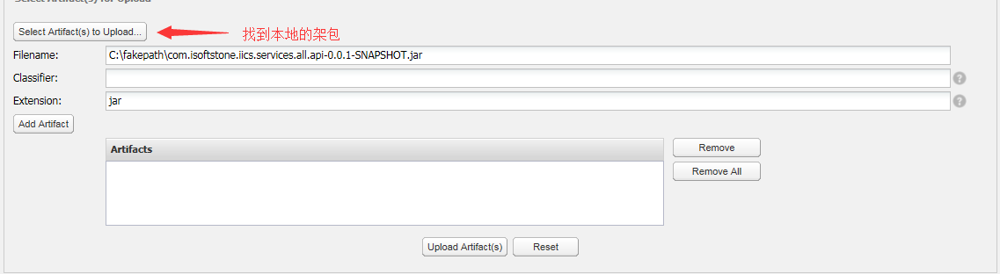 Select Artifact(s) for Upload
Select Artifact(s) to Upload... 找到本地的架包
Filename: C:\fakepath\com.isoftstone.iics.services.all.api-0.0.1-SNAPSHOT.jar
Classifier: ?
Extension: jar ?
Add Artifact
Artifacts Remove
Remove All
Upload Artifact(s) Reset